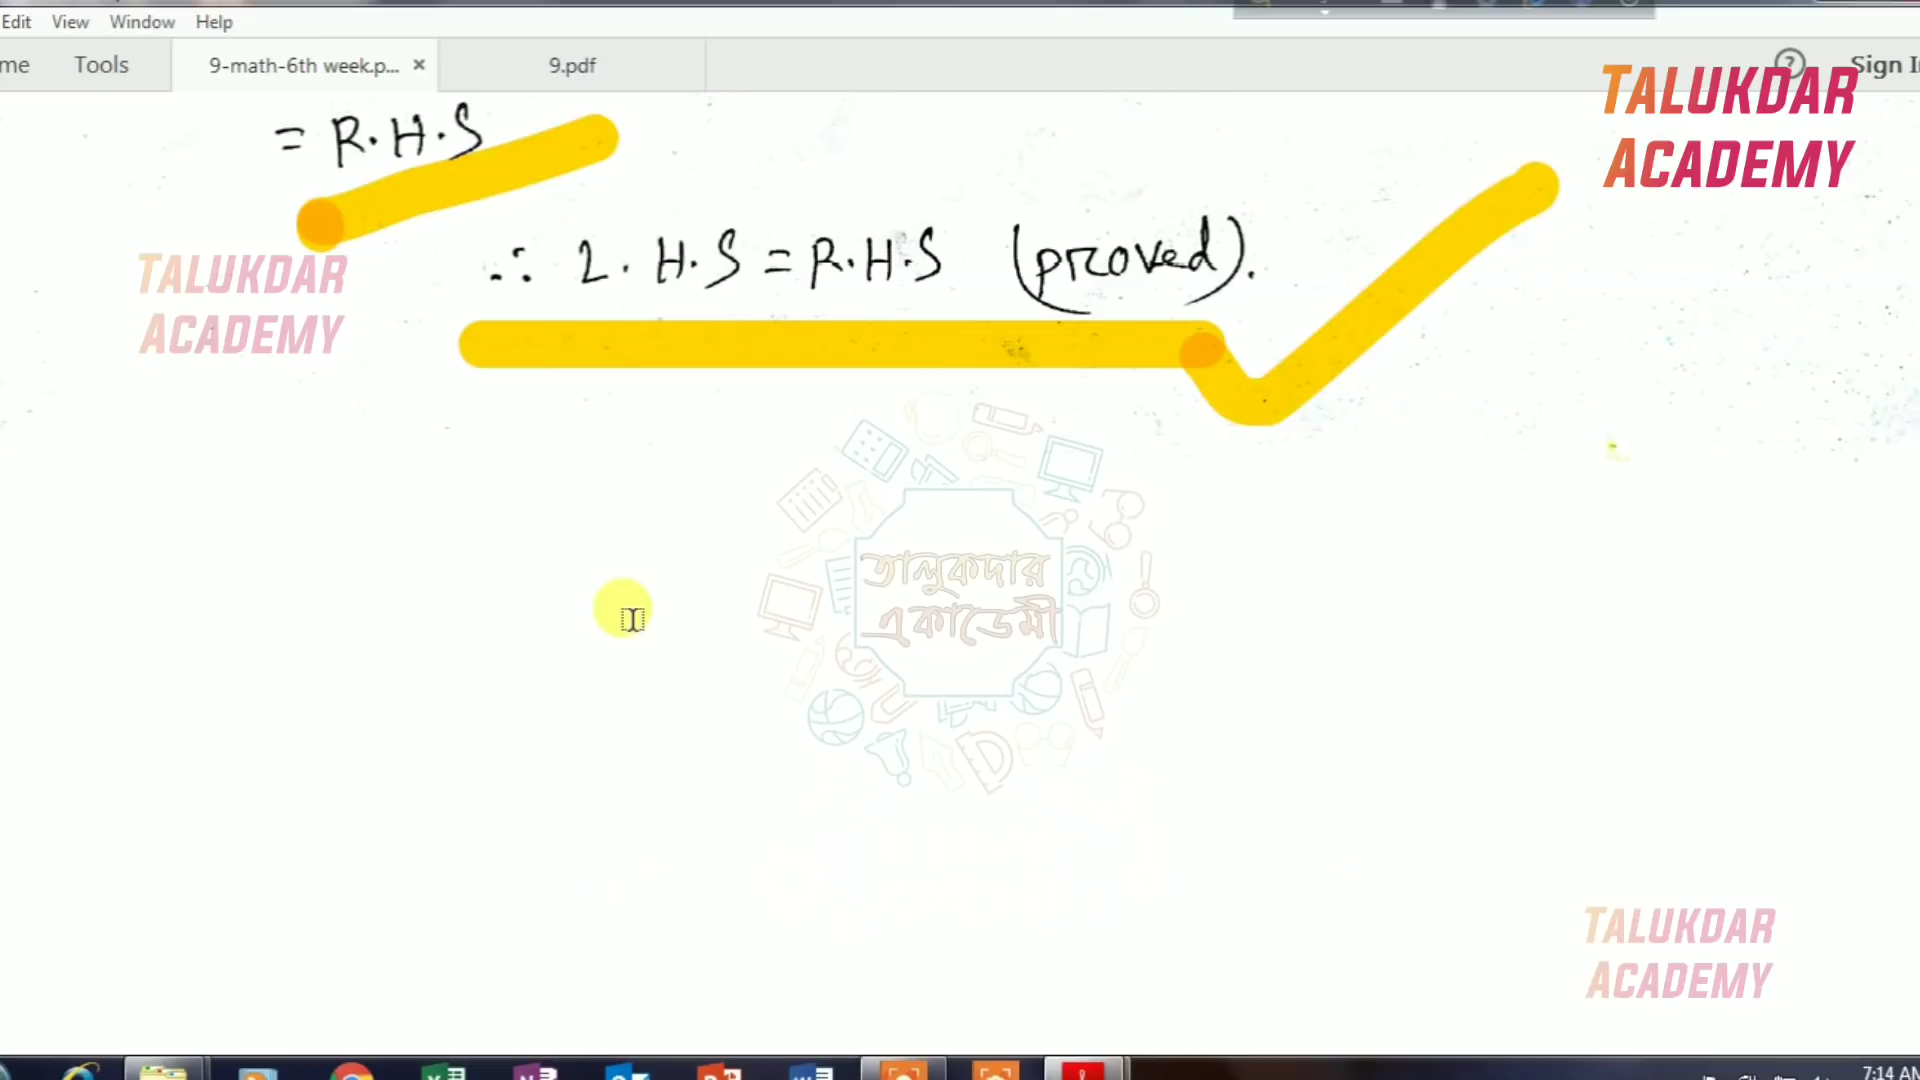 Edit View Window Help
me Tools 9-math-6th week.p... × 9.pdf ? Sign I
TALUKDAR
ACADEMY
= R.H.S
∴ L.H.S = R.H.S (proved).
TALUKDAR
ACADEMY
তালুকদার
একাডেমী
TALUKDAR
ACADEMY
7:14 AM